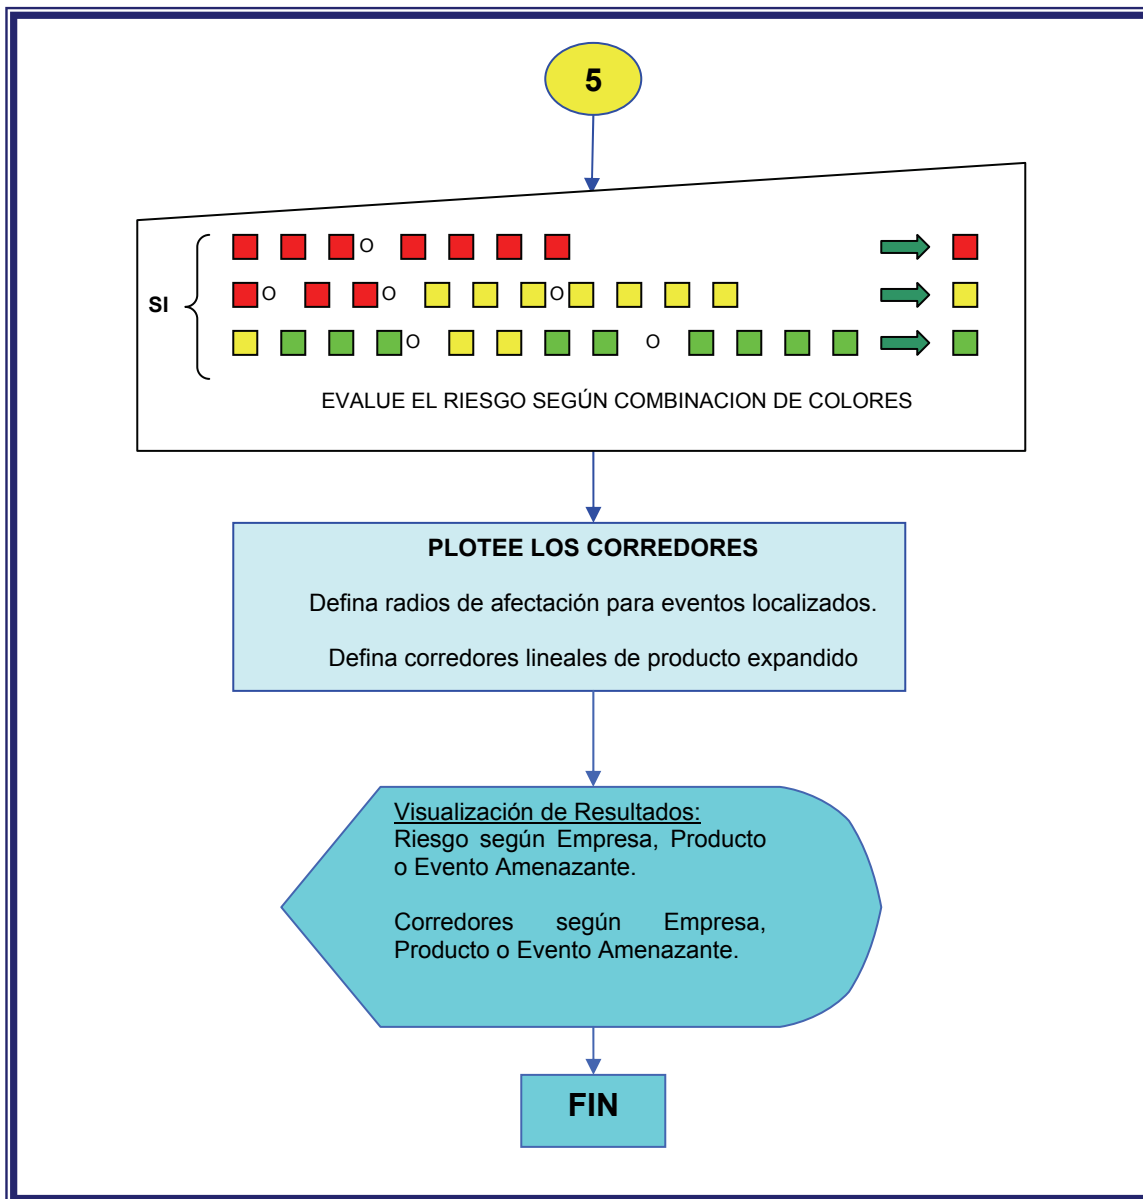 5
O
SI O O O
O O
EVALUE EL RIESGO SEGÚN COMBINACION DE COLORES
PLOTEE LOS CORREDORES
Defina radios de afectación para eventos localizados.
Defina corredores lineales de producto expandido
Visualización de Resultados:
Riesgo según Empresa, Producto
o Evento Amenazante.
Corredores según Empresa,
Producto o Evento Amenazante.
FIN